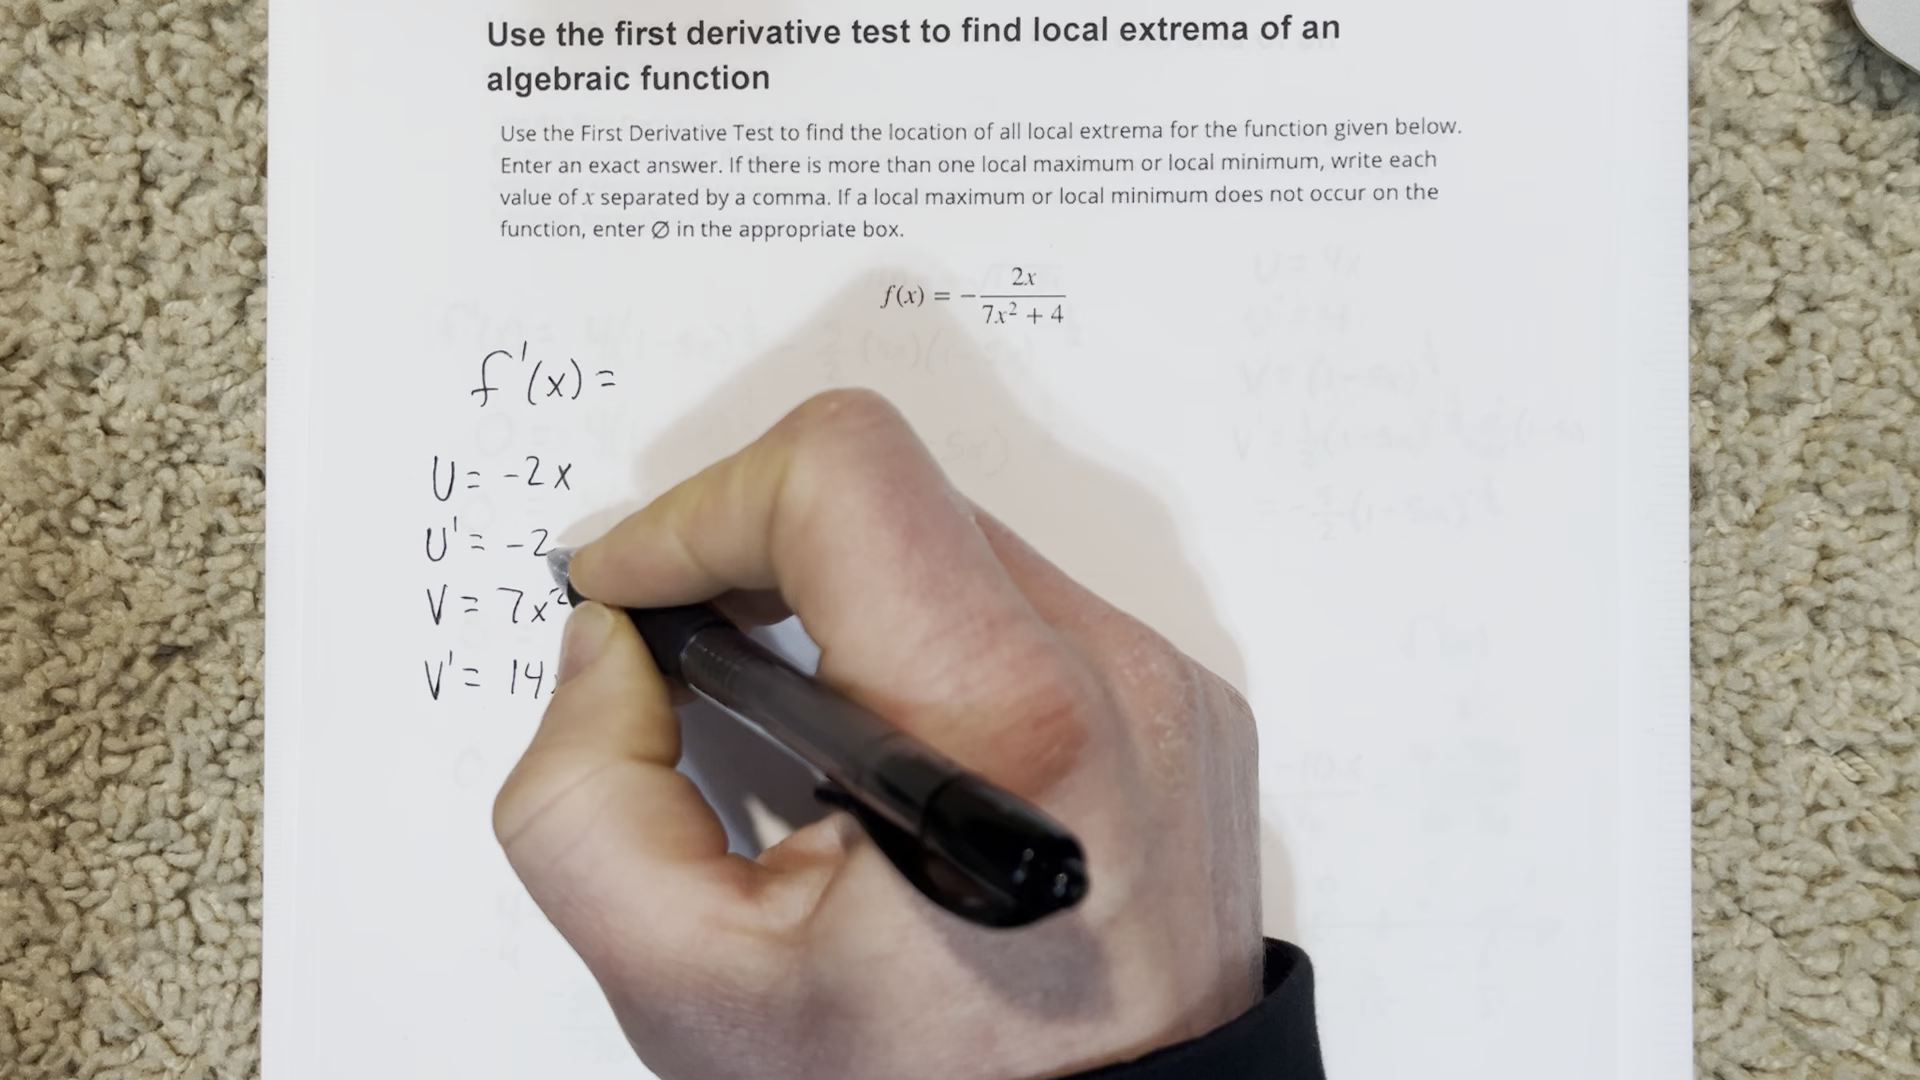 Use the first derivative test to find local extrema of an
algebraic function
Use the First Derivative Test to find the location of all local extrema for the function given below.
Enter an exact answer. If there is more than one local maximum or local minimum, write each
value of x separated by a comma. If a local maximum or local minimum does not occur on the
function, enter ∅ in the appropriate box.
f(x) = -2x/(7x² + 4)
f'(x) =
U = -2x
U' = -2
V = 7x²
V' = 14